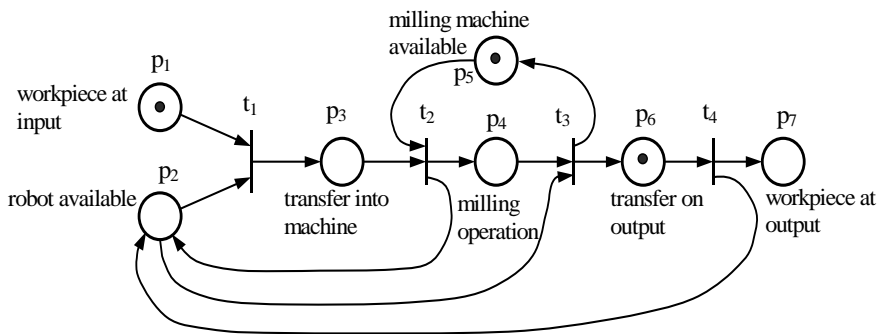 milling machine
available
p5
p1
workpiece at
input
t1
p3
t2
p4
t3
p6
t4
p7
robot available
p2
transfer into
machine
milling
operation
transfer on
output
workpiece at
output